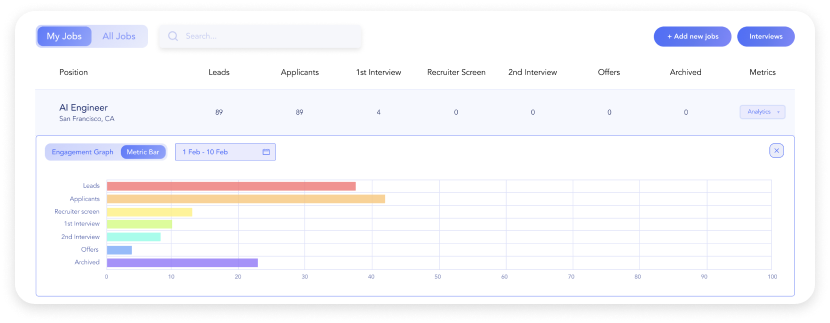 My Jobs All Jobs Search... + Add new jobs Interviews
Position Leads Applicants 1st Interview Recruiter Screen 2nd Interview Offers Archived Metrics
AI Engineer
San Francisco, CA
89 89 4 0 0 0 0 Analytics
Engagement Graph Metric Bar 1 Feb - 10 Feb
Leads
Applicants
Recruiter screen
1st Interview
2nd Interview
Offers
Archived
0 10 20 30 40 50 60 70 80 90 100